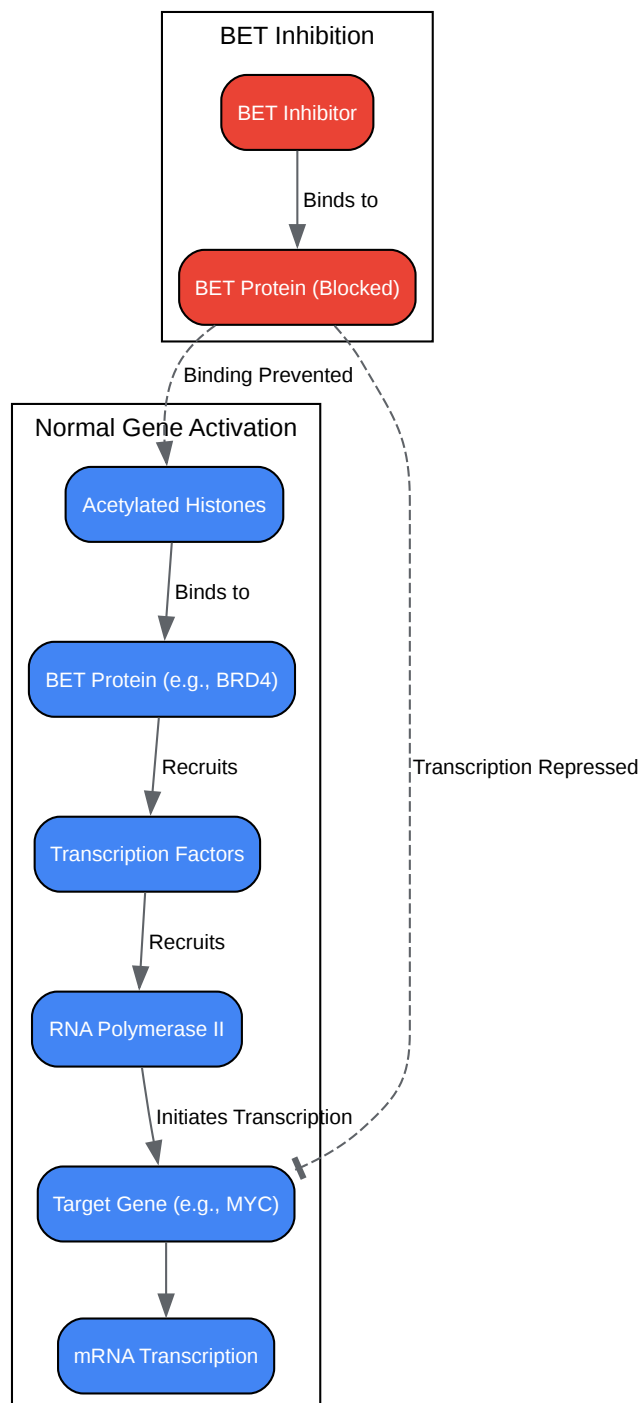 BET Inhibition
BET Inhibitor
Binds to
BET Protein (Blocked)
Binding Prevented
Normal Gene Activation
Acetylated Histones
Binds to
BET Protein (e.g., BRD4)
Recruits
Transcription Repressed
Transcription Factors
Recruits
RNA Polymerase II
Initiates Transcription
Target Gene (e.g., MYC)
mRNA Transcription